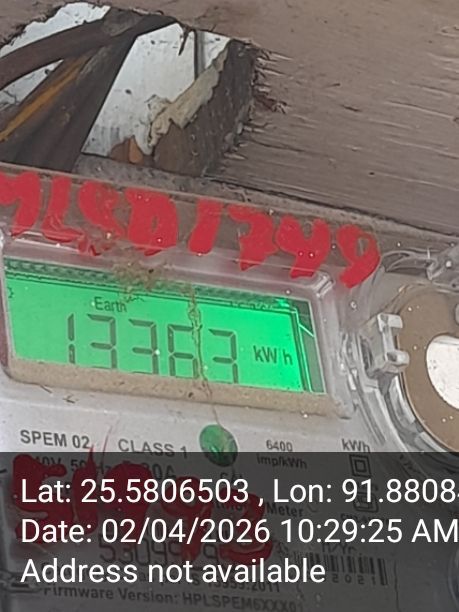 MLSD1749
Earth
13363 kWh
SPEM 02 CLASS 1 6400 imp/kWh kWh
Lat: 25.5806503 , Lon: 91.8808
Date: 02/04/2026 10:29:25 AM
Address not available
Firmware Version: HPLSPEM